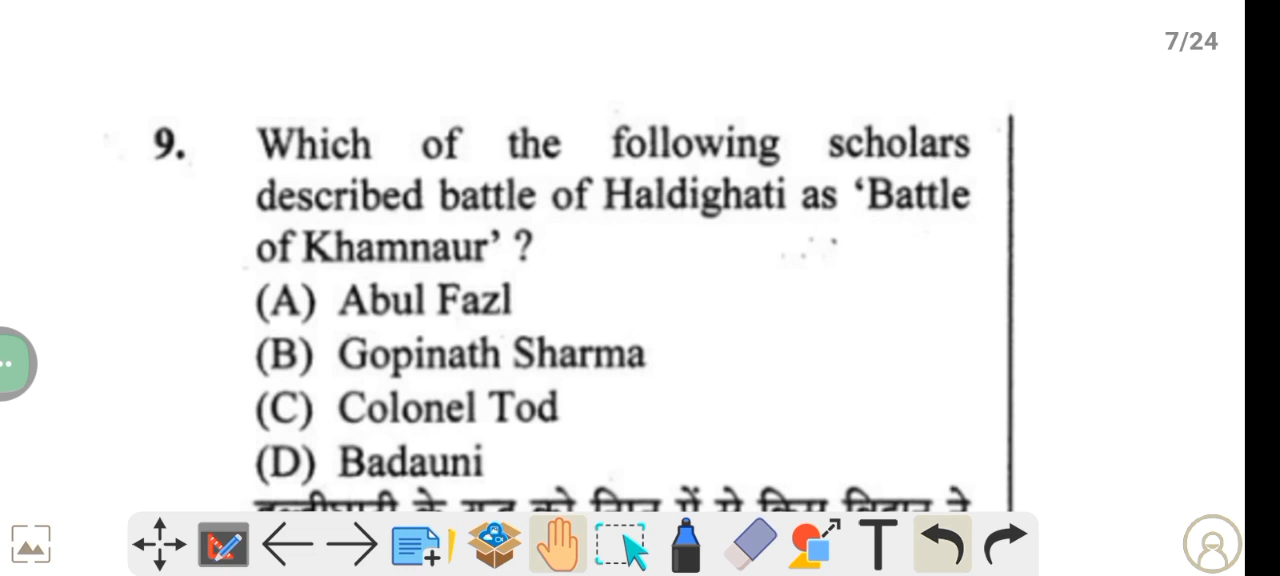 7/24
9. Which of the following scholars
described battle of Haldighati as ‘Battle
of Khamnaur’ ?
(A) Abul Fazl
(B) Gopinath Sharma
(C) Colonel Tod
(D) Badauni